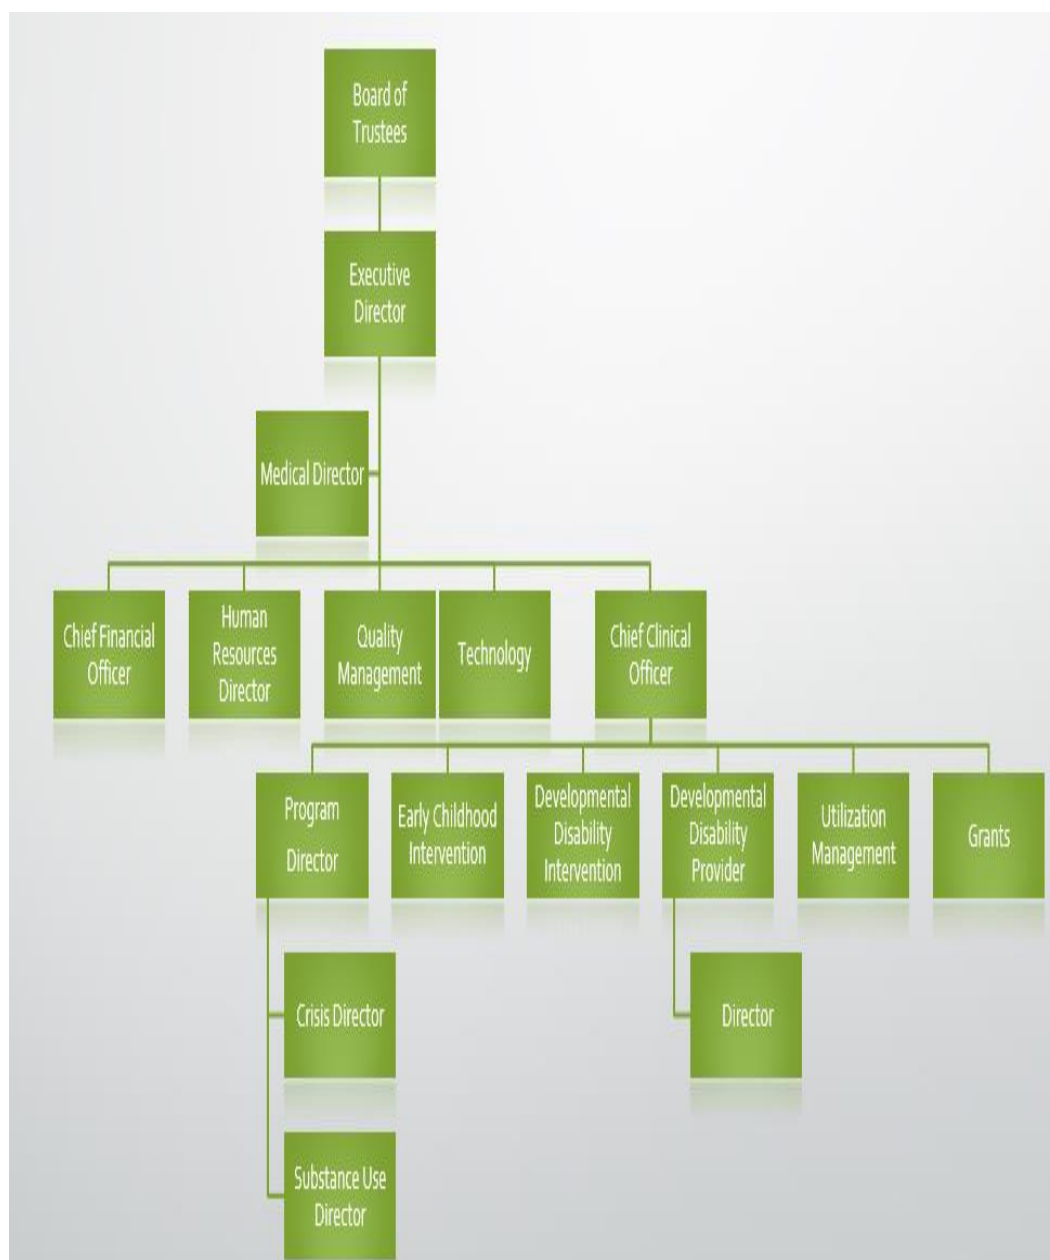 Board of
Trustees
Executive
Director
Medical Director
Chief Financial
Officer
Human
Resources
Director
Quality
Management
Technology
Chief Clinical
Officer
Program
Director
Early Childhood
Intervention
Developmental
Disability
Intervention
Developmental
Disability
Provider
Utilization
Management
Grants
Crisis Director
Director
Substance Use
Director